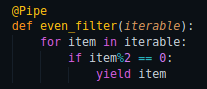 @Pipe
def even_filter(iterable):
    for item in iterable:
        if item%2 == 0:
            yield item